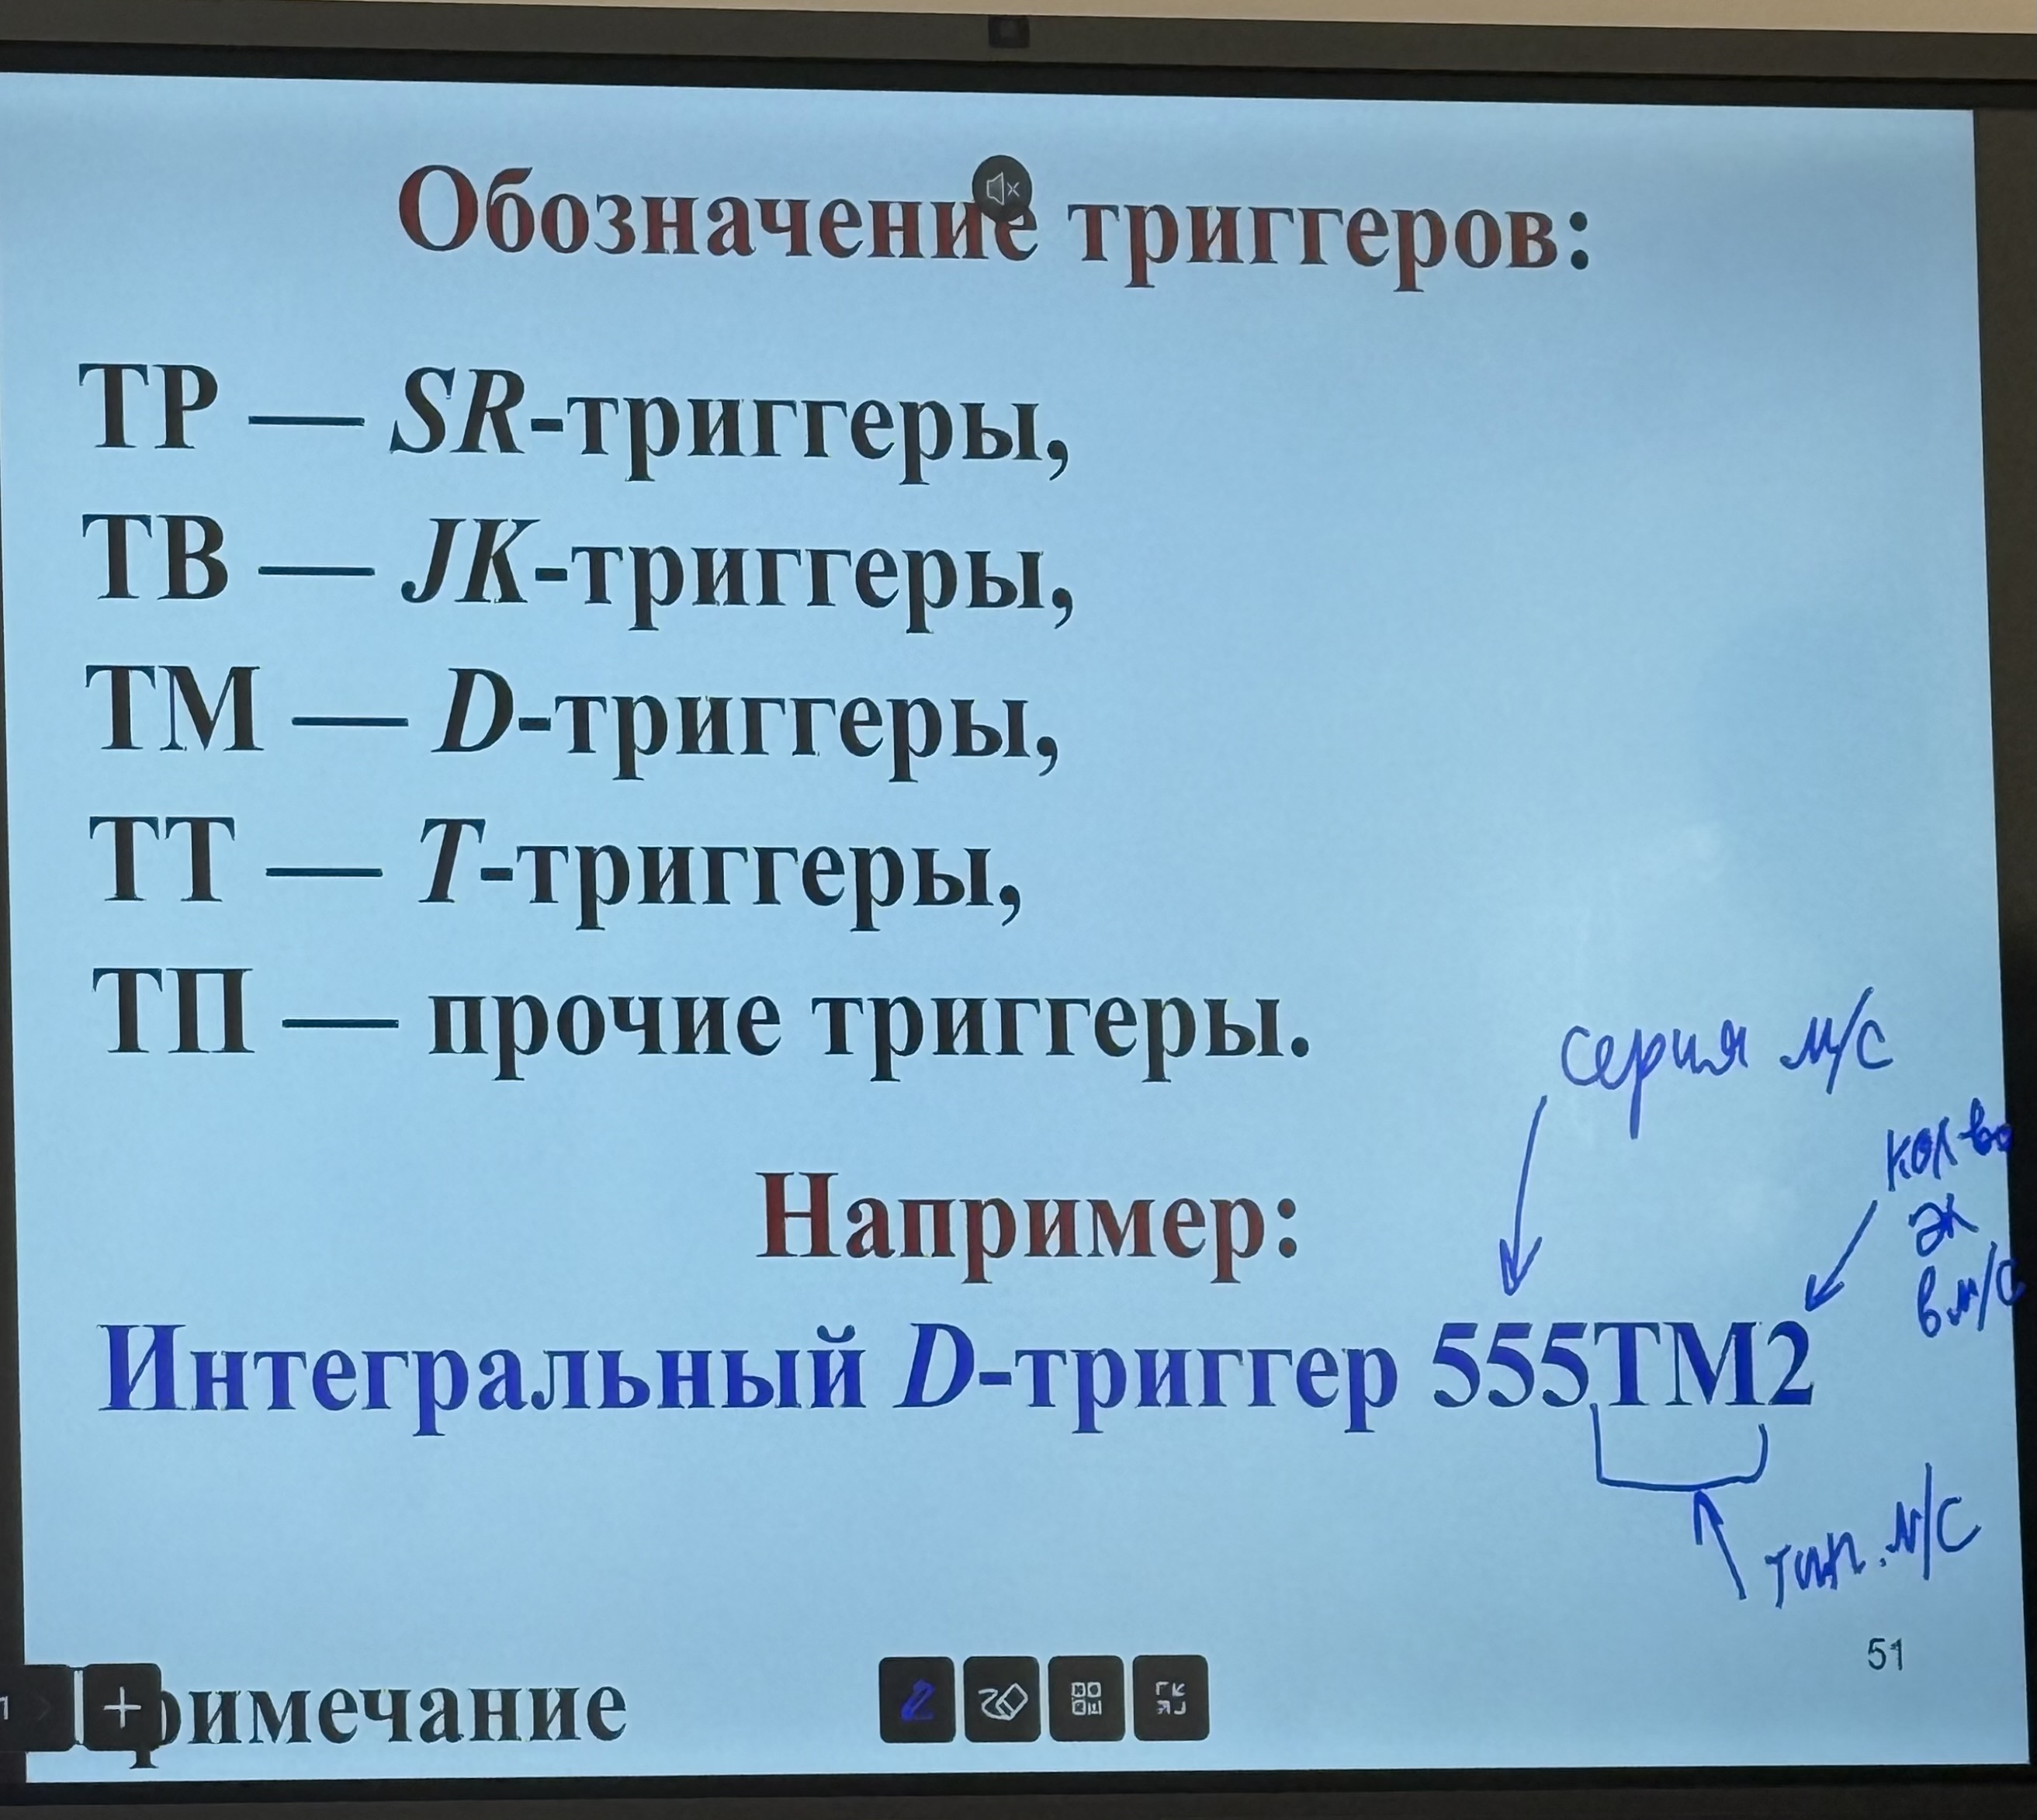 Обозначение триггеров:
ТР — SR-триггеры,
ТВ — JK-триггеры,
ТМ — D-триггеры,
ТТ — T-триггеры,
ТП — прочие триггеры.
серия м/с
Например:
кол-во
эл
в м/с
Интегральный D-триггер 555ТМ2
тип. м/с
51
1
римечание